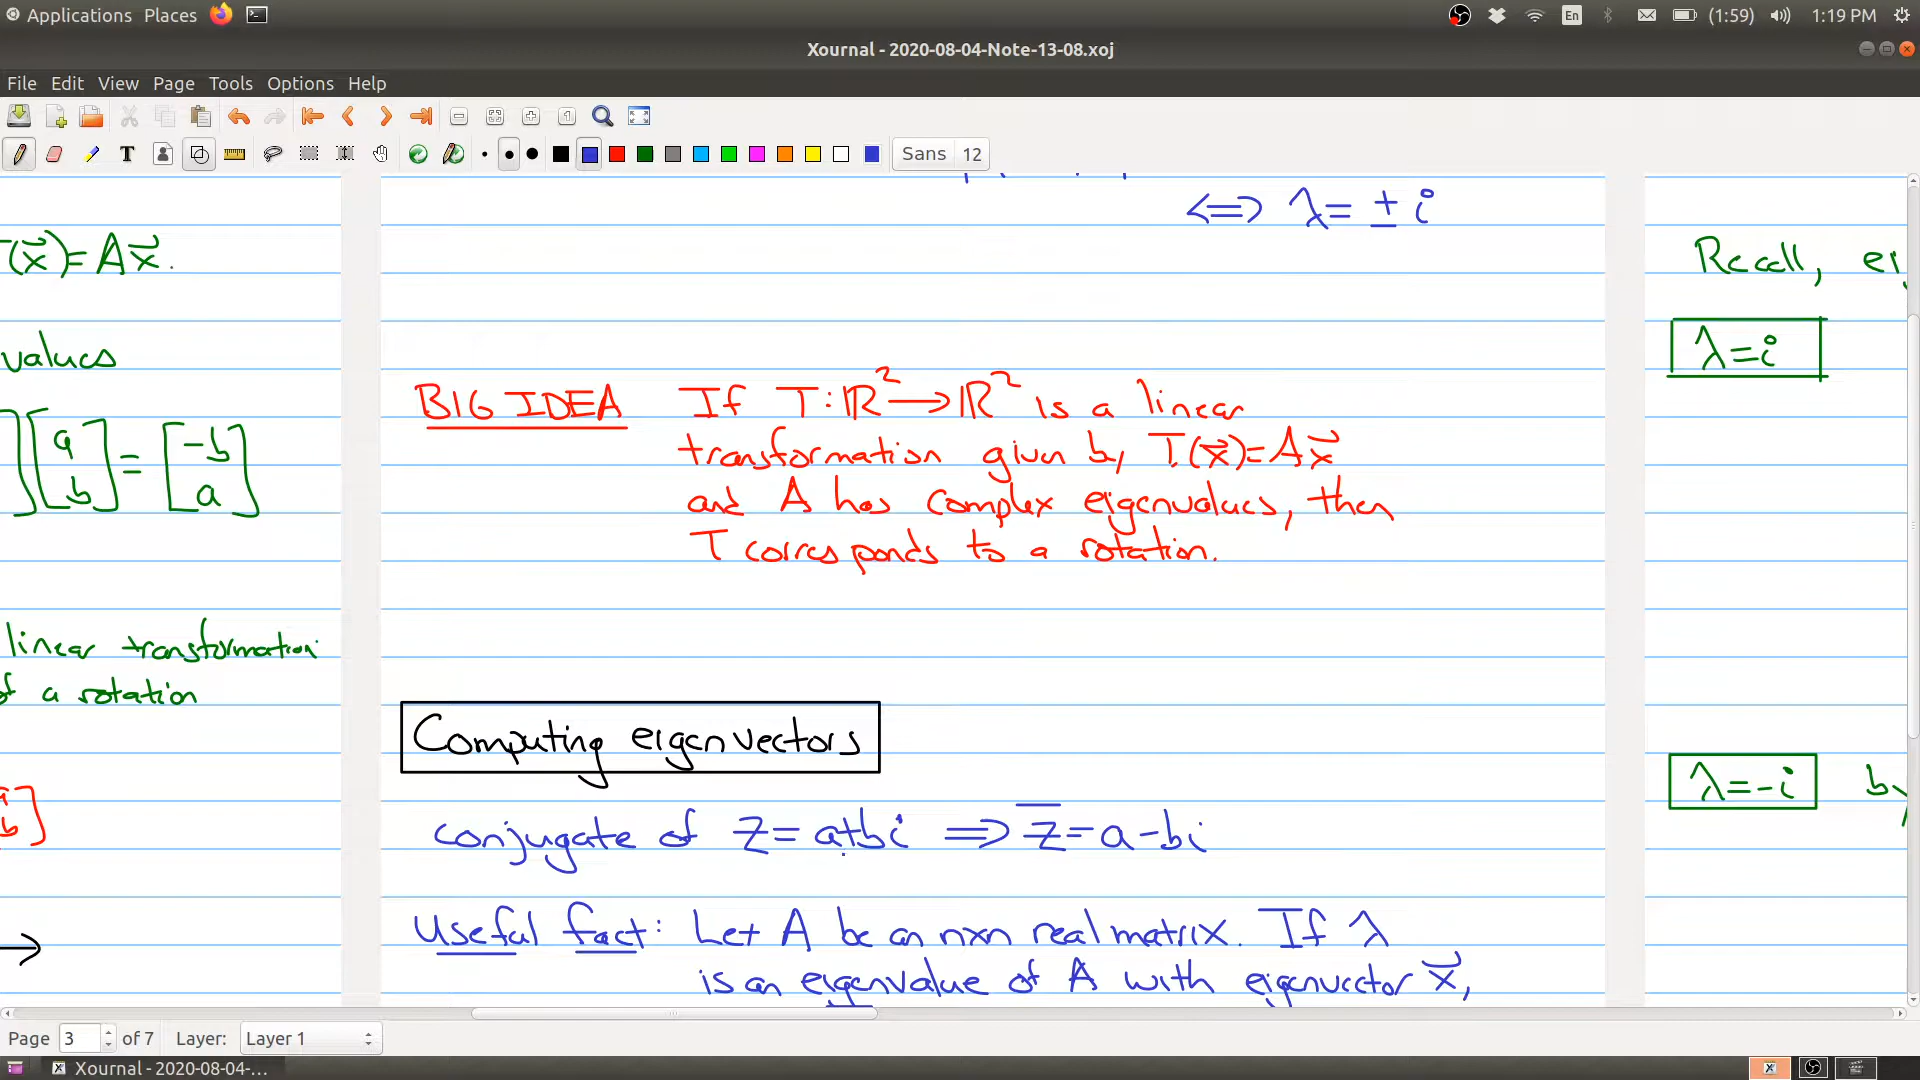 Applications Places En (1:59) 1:19 PM
Xournal - 2020-08-04-Note-13-08.xoj
File Edit View Page Tools Options Help
Sans 12
⟺ λ = ± i
(x⃗) = Ax⃗.
values
[a b] = [-b a]
linear transformation
a rotation
BIG IDEA If T: ℝ² → ℝ² is a linear
transformation given by T(x⃗)=Ax⃗
and A has complex eigenvalues, then
T corresponds to a rotation.
Computing eigenvectors
conjugate of z = a+bi ⟹ z̅ = a-bi
Useful fact: Let A be an nxn real matrix. If λ
is an eigenvalue of A with eigenvector x⃗,
Recall,
λ=i
λ=-i
Page 3 of 7 Layer: Layer 1
Xournal - 2020-08-04-...